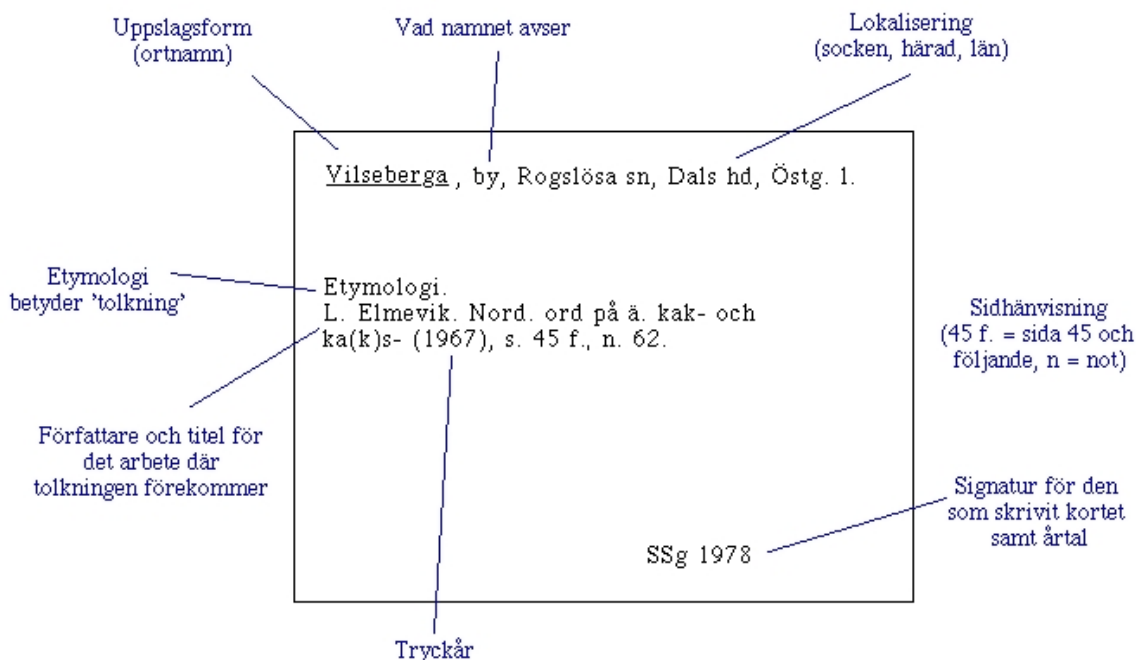 Uppslagsform
(ortnamn)
Vad namnet avser
Lokalisering
(socken, härad, län)
Vilseberga , by, Rogslösa sn, Dals hd, Östg. l.
Etymologi
betyder ’tolkning’
Etymologi.
L. Elmevik. Nord. ord på ä. kak- och
ka(k)s- (1967), s. 45 f., n. 62.
Sidhänvisning
(45 f. = sida 45 och
följande, n = not)
Författare och titel för
det arbete där
tolkningen förekommer
Signatur för den
som skrivit kortet
samt årtal
SSg 1978
Tryckår